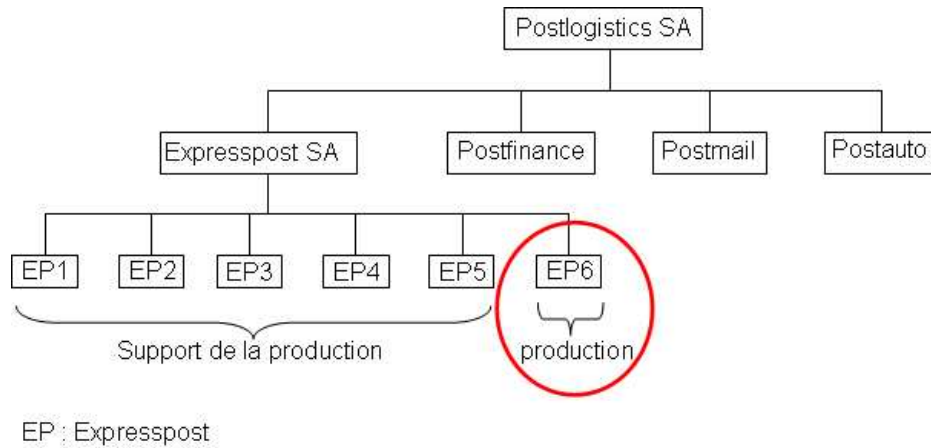 Postlogistics SA
Expresspost SA
Postfinance
Postmail
Postauto
EP1
EP2
EP3
EP4
EP5
EP6
Support de la production
production
EP : Expresspost